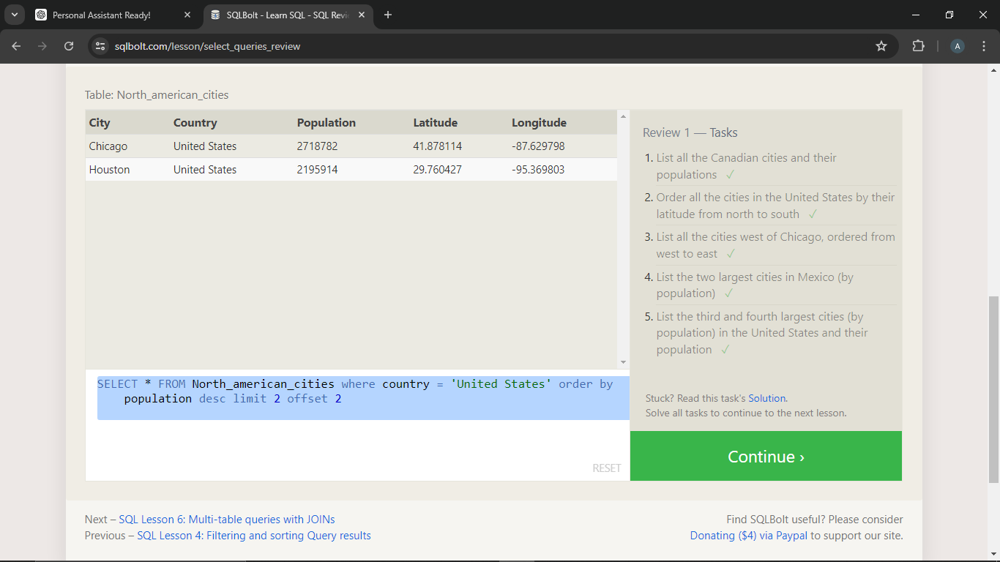 Personal Assistant Ready!
SQLBolt - Learn SQL - SQL Revi
sqlbolt.com/lesson/select_queries_review
A
Table: North_american_cities
City Country Population Latitude Longitude
Chicago United States 2718782 41.878114 -87.629798
Houston United States 2195914 29.760427 -95.369803
SELECT * FROM North_american_cities where country = 'United States' order by
population desc limit 2 offset 2
RESET
Review 1 — Tasks
1. List all the Canadian cities and their
populations ✓
2. Order all the cities in the United States by their
latitude from north to south ✓
3. List all the cities west of Chicago, ordered from
west to east ✓
4. List the two largest cities in Mexico (by
population) ✓
5. List the third and fourth largest cities (by
population) in the United States and their
population ✓
Stuck? Read this task's Solution.
Solve all tasks to continue to the next lesson.
Continue ›
Next – SQL Lesson 6: Multi-table queries with JOINs
Previous – SQL Lesson 4: Filtering and sorting Query results
Find SQLBolt useful? Please consider
Donating ($4) via Paypal to support our site.